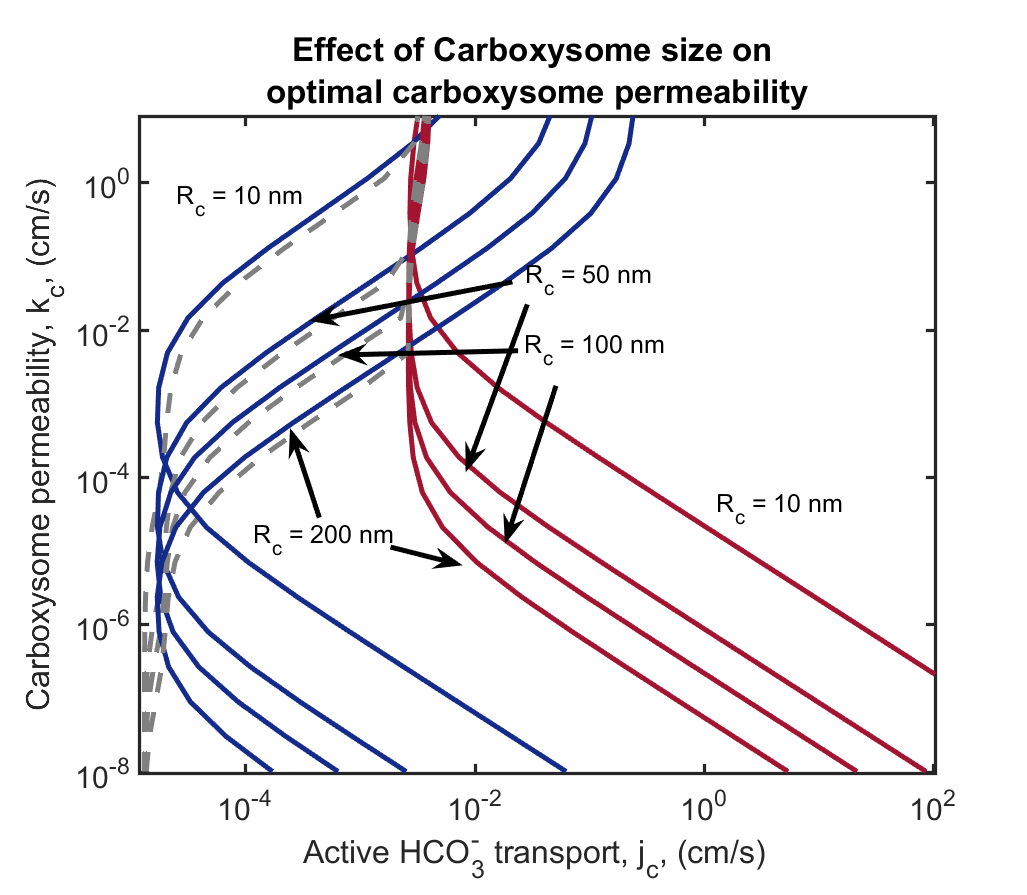 Effect of Carboxysome size on
optimal carboxysome permeability
Carboxysome permeability, k_c, (cm/s)
10^0
10^-2
10^-4
10^-6
10^-8
R_c = 10 nm
R_c = 50 nm
R_c = 100 nm
R_c = 10 nm
R_c = 200 nm
10^-4
10^-2
10^0
10^2
Active HCO_3^- transport, j_c, (cm/s)